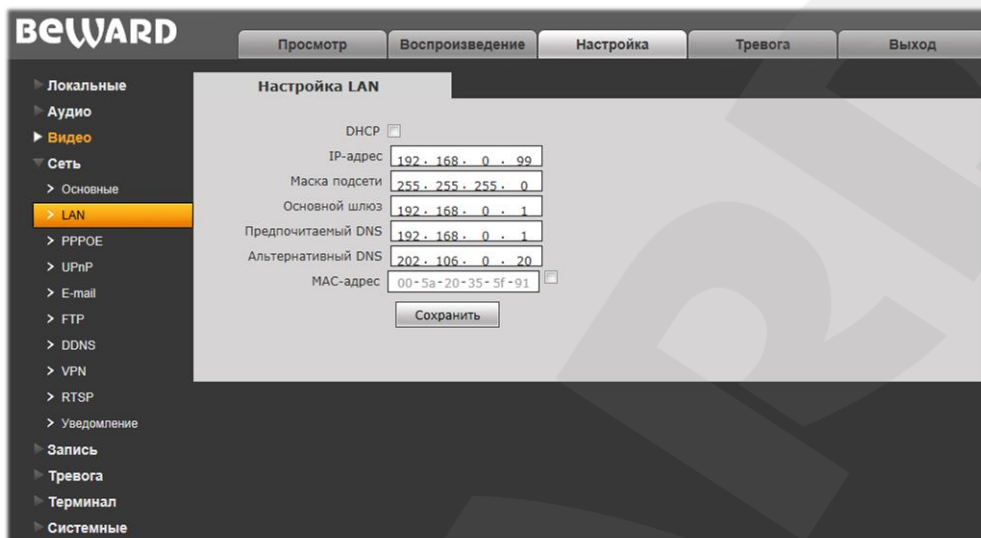 BEWARD
Просмотр
Воспроизведение
Настройка
Тревога
Выход
Локальные
Аудио
Видео
Сеть
Основные
LAN
PPPOE
UPnP
E-mail
FTP
DDNS
VPN
RTSP
Уведомление
Запись
Тревога
Терминал
Системные
Настройка LAN
DHCP
IP-адрес 192. 168. 0 . 99
Маска подсети 255. 255. 255. 0
Основной шлюз 192. 168. 0 . 1
Предпочитаемый DNS 192. 168. 0 . 1
Альтернативный DNS 202. 106. 0 . 20
MAC-адрес 00-5a-20-35-5f-91
Сохранить